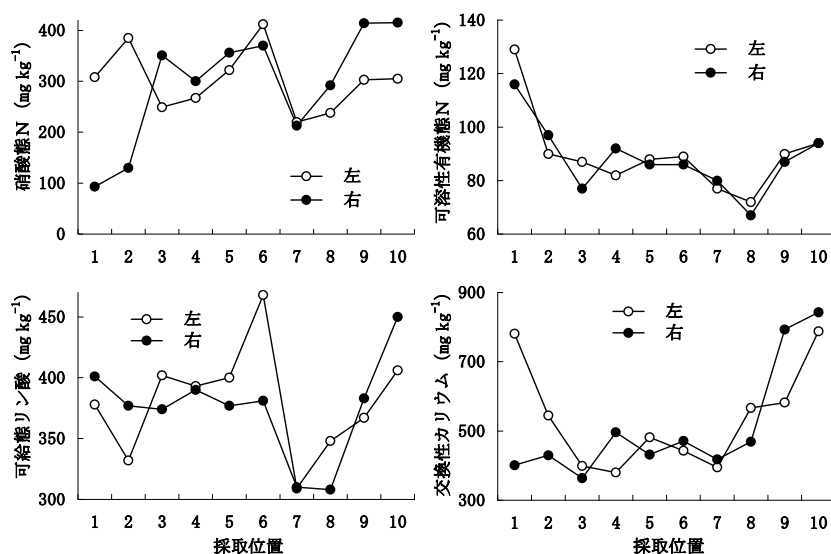 硝酸態N (mg kg⁻¹)
400
300
200
100
0
左
右
1 2 3 4 5 6 7 8 9 10
可溶性有機態N (mg kg⁻¹)
140
120
100
80
60
左
右
1 2 3 4 5 6 7 8 9 10
可給態リン酸 (mg kg⁻¹)
450
400
350
300
左
右
1 2 3 4 5 6 7 8 9 10
採取位置
交換性カリウム (mg kg⁻¹)
900
700
500
300
左
右
1 2 3 4 5 6 7 8 9 10
採取位置